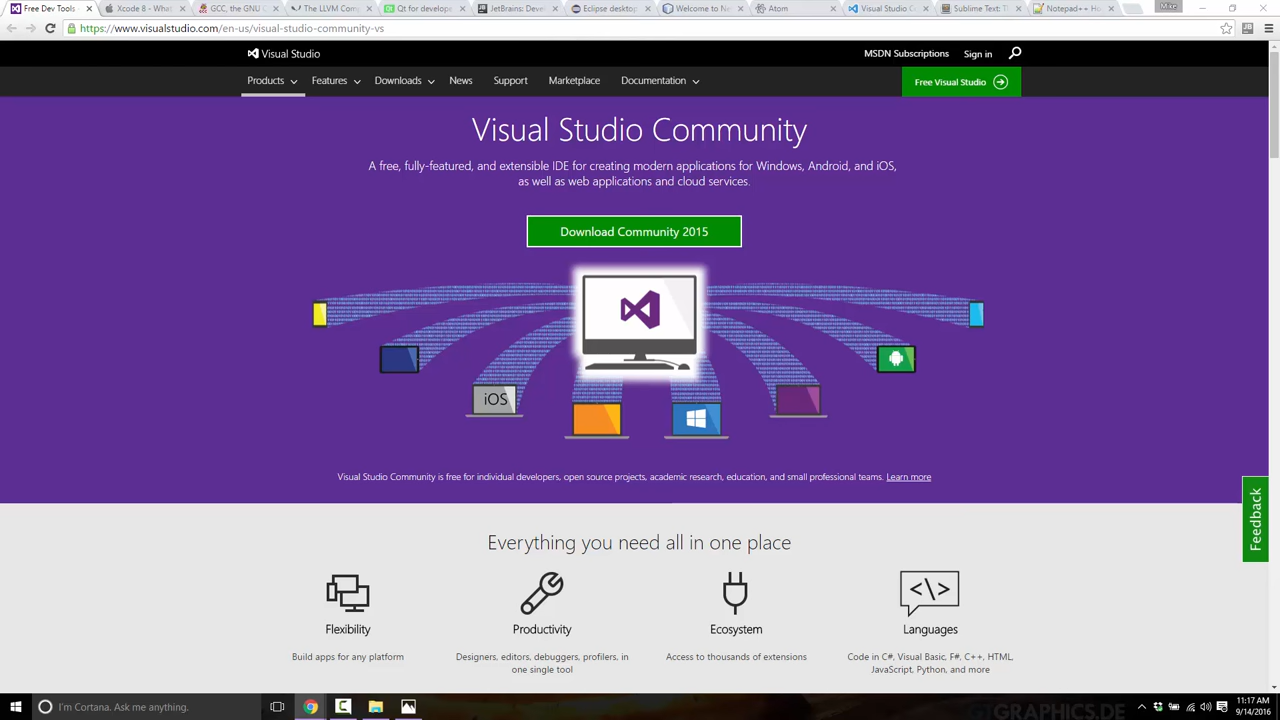 Free Dev Tools
Xcode 8 - What
GCC, the GNU C
The LLVM Com
Qt for develop
JetBrains: Devel
Eclipse desktop
Welcome to Ne
Atom
Visual Studio C
Sublime Text: T
Notepad++ Ho
Mike
https://www.visualstudio.com/en-us/products/visual-studio-community-vs
Visual Studio
MSDN Subscriptions
Sign in
Products
Features
Downloads
News
Support
Marketplace
Documentation
Free Visual Studio
Visual Studio Community
A free, fully-featured, and extensible IDE for creating modern applications for Windows, Android, and iOS,
as well as web applications and cloud services.
Download Community 2015
iOS
Visual Studio Community is free for individual developers, open source projects, academic research, education, and small professional teams. Learn more
Feedback
Everything you need all in one place
Flexibility
Productivity
Ecosystem
Languages
Build apps for any platform
Designers, editors, debuggers, profilers, in
one single tool
Access to thousands of extensions
Code in C#, Visual Basic, F#, C++, HTML,
JavaScript, Python, and more
I'm Cortana. Ask me anything.
GTGRAPHICS.DE
11:17 AM
9/14/2016